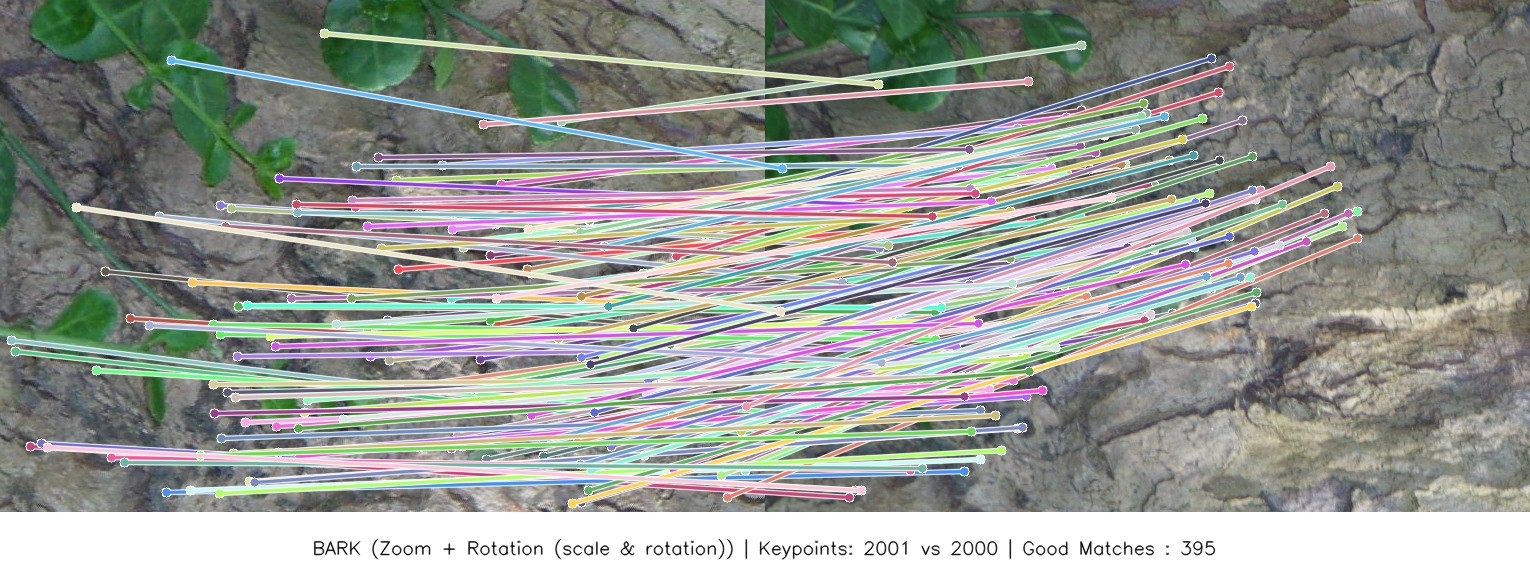 BARK (Zoom + Rotation (scale & rotation)) | Keypoints: 2001 vs 2000 | Good Matches : 395